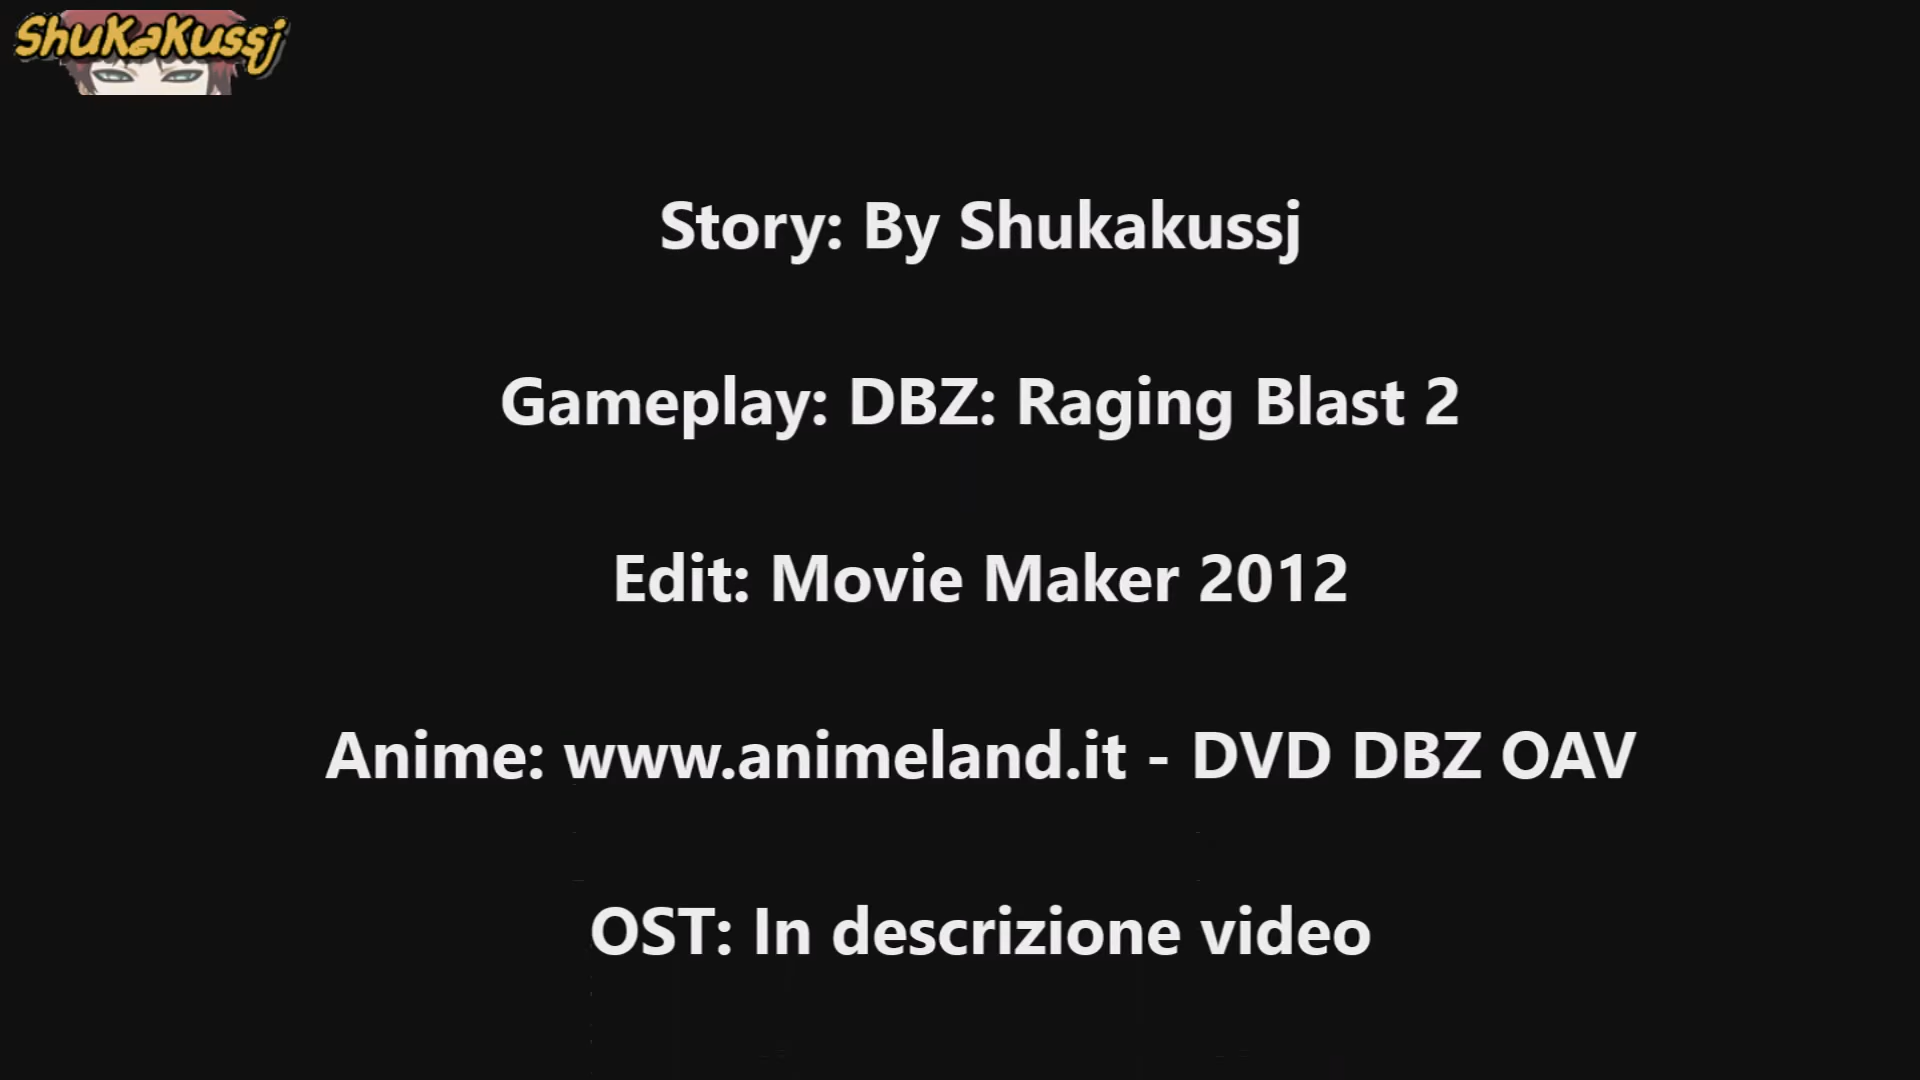 ShuKaKussj
Story: By Shukakussj
Gameplay: DBZ: Raging Blast 2
Edit: Movie Maker 2012
Anime: www.animeland.it - DVD DBZ OAV
OST: In descrizione video